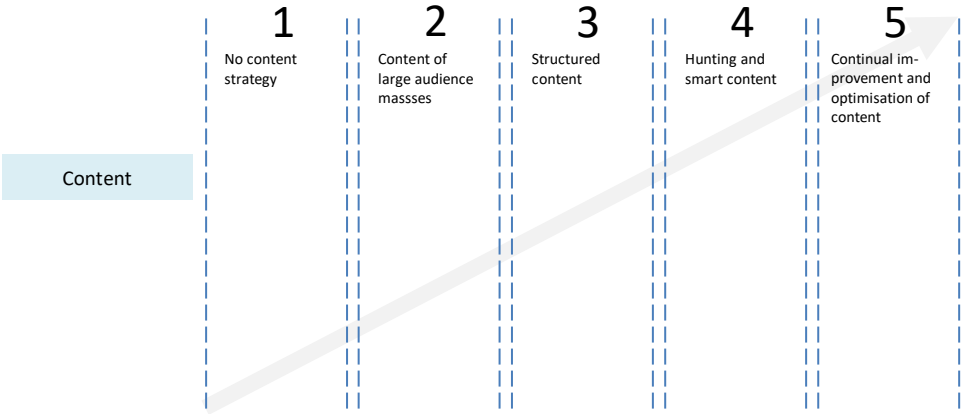 1
No content
strategy
2
Content of
large audience
massses
3
Structured
content
4
Hunting and
smart content
5
Continual im-
provement and
optimisation of
content
Content